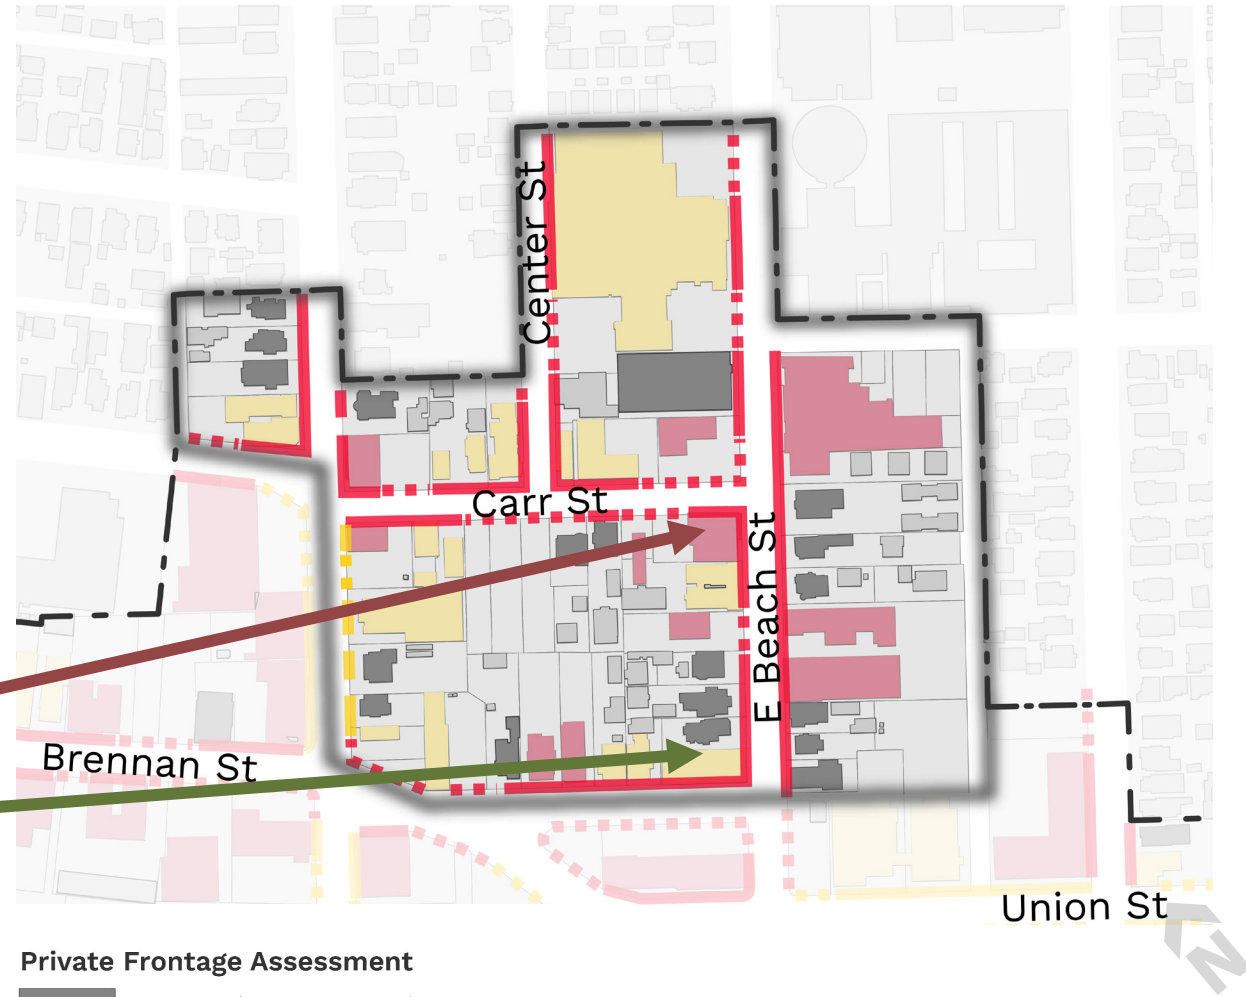 Center St
Carr St
E Beach St
Brennan St
Union St
N
Private Frontage Assessment